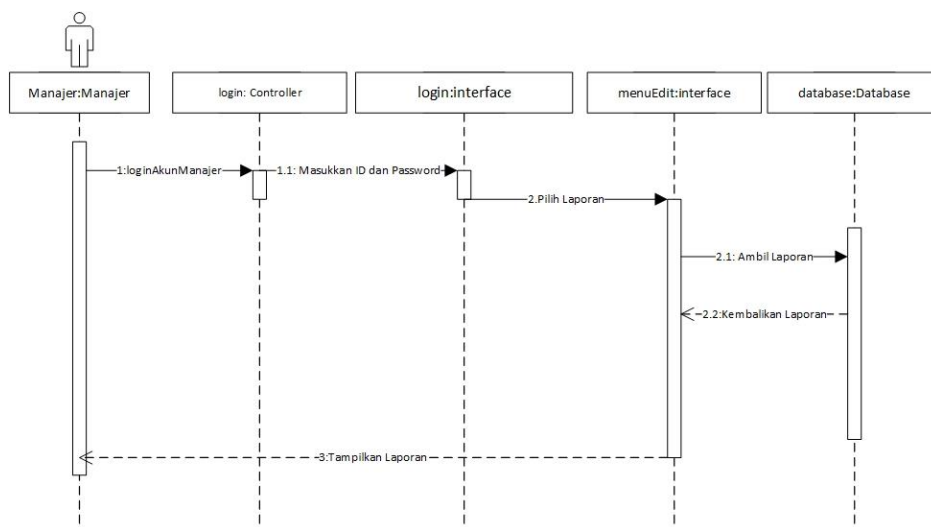 Manajer:Manajer
login: Controller
login:interface
menuEdit:interface
database:Database
1:loginAkunManajer
1.1: Masukkan ID dan Password
2.Pilih Laporan
2.1: Ambil Laporan
2.2:Kembalikan Laporan
3:Tampilkan Laporan